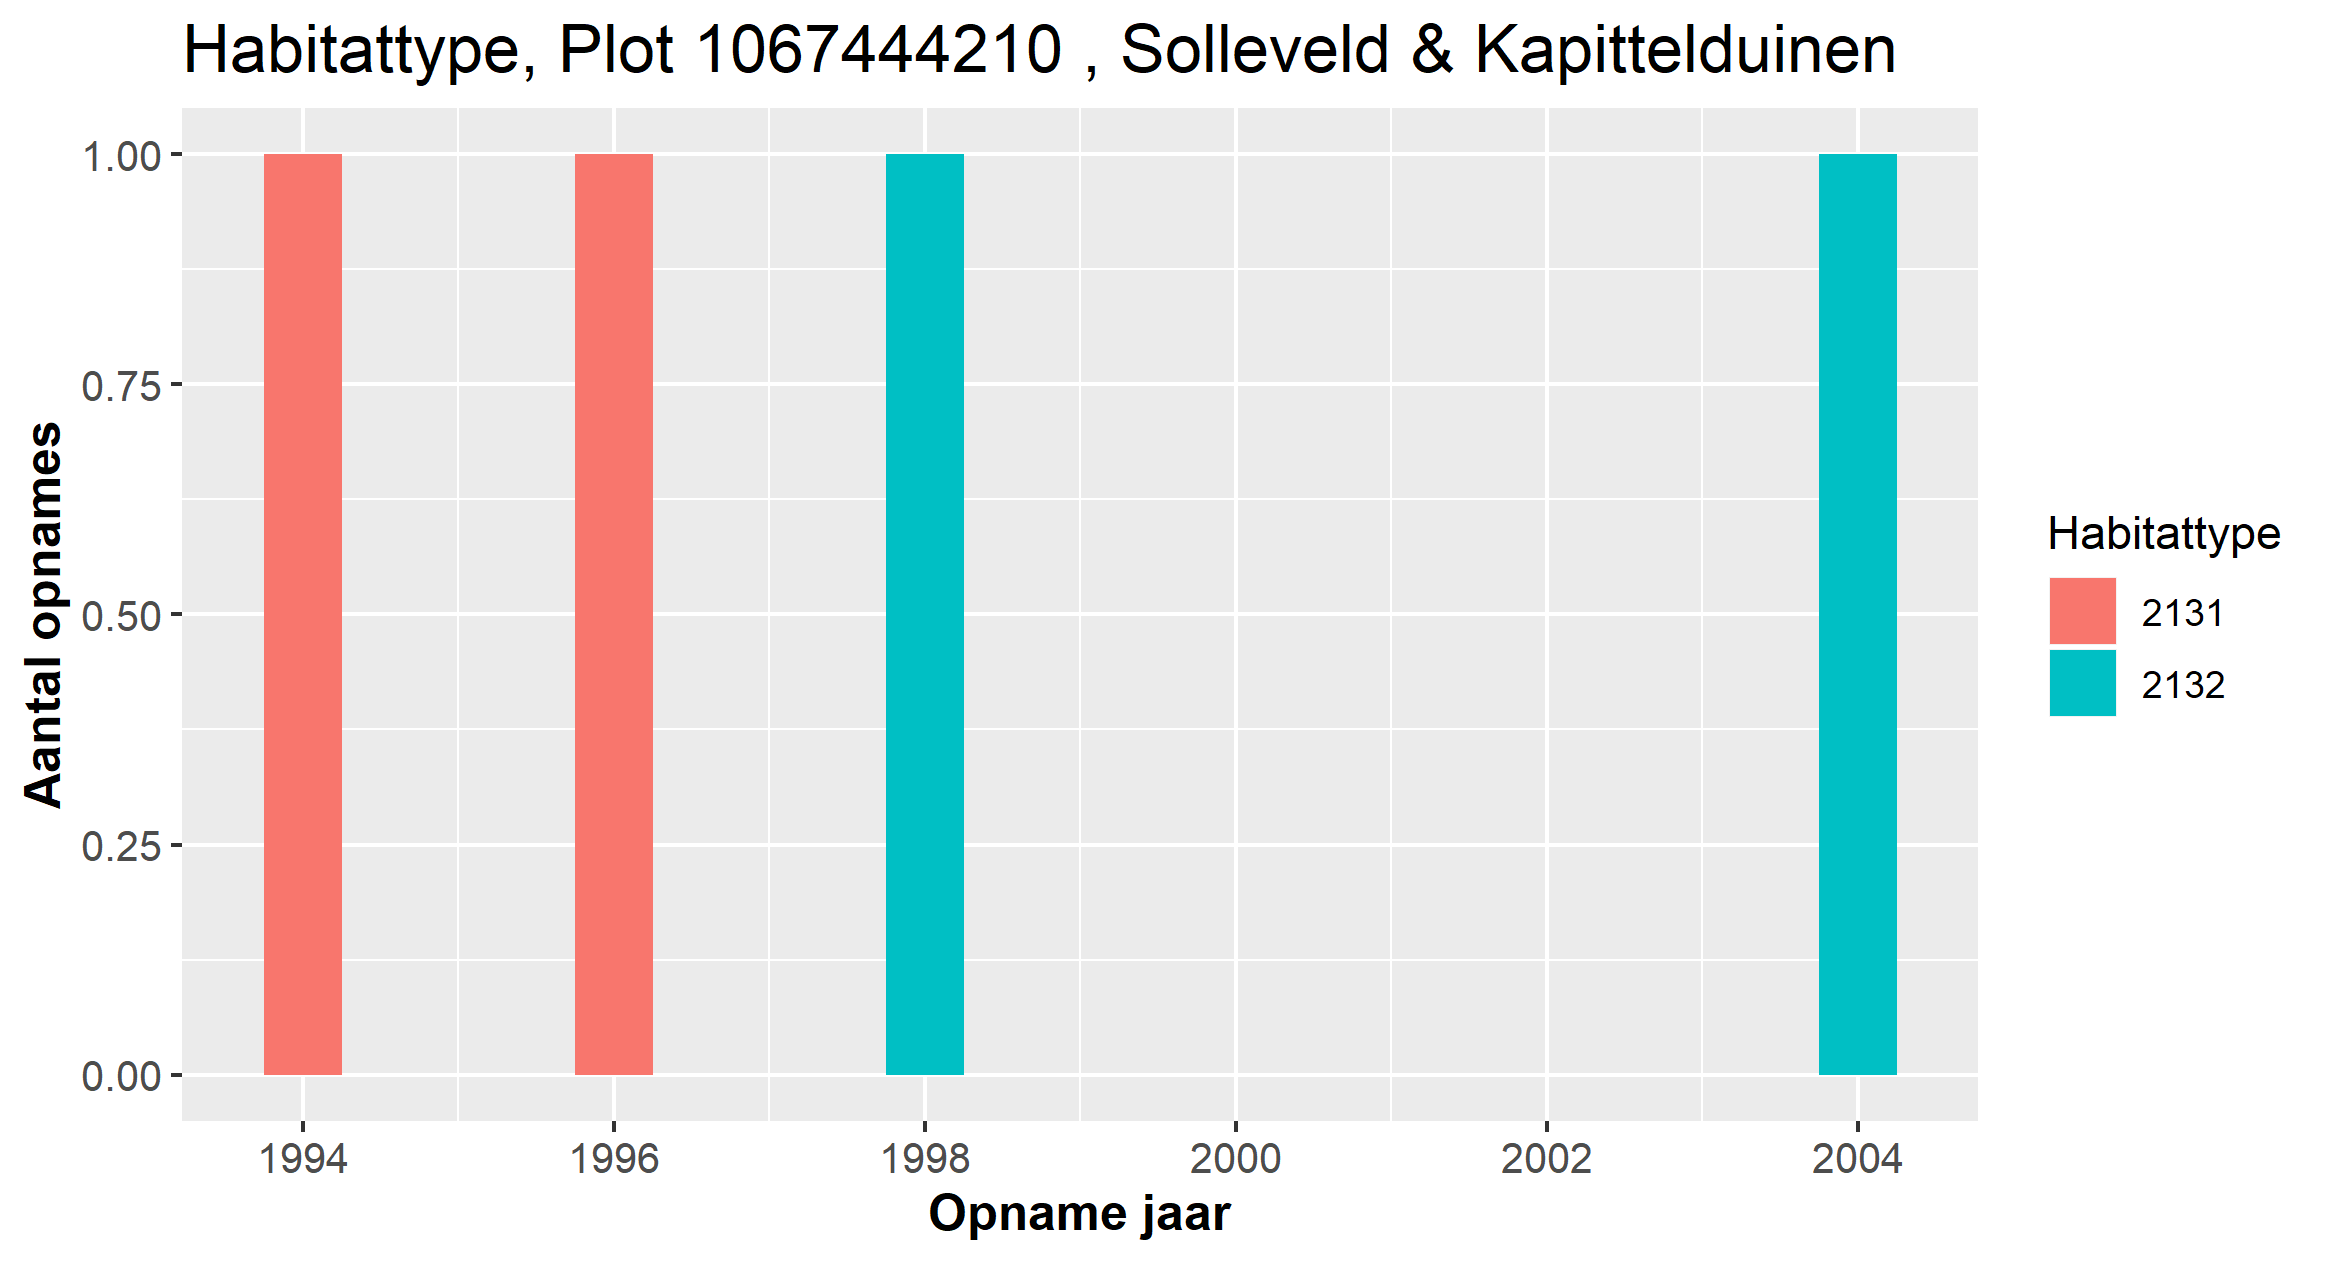 Habitattype, Plot 1067444210 , Solleveld & Kapittelduinen
1.00
0.75
0.50
0.25
0.00
Aantal opnames
1994 1996 1998 2000 2002 2004
Opname jaar
Habitattype
2131
2132